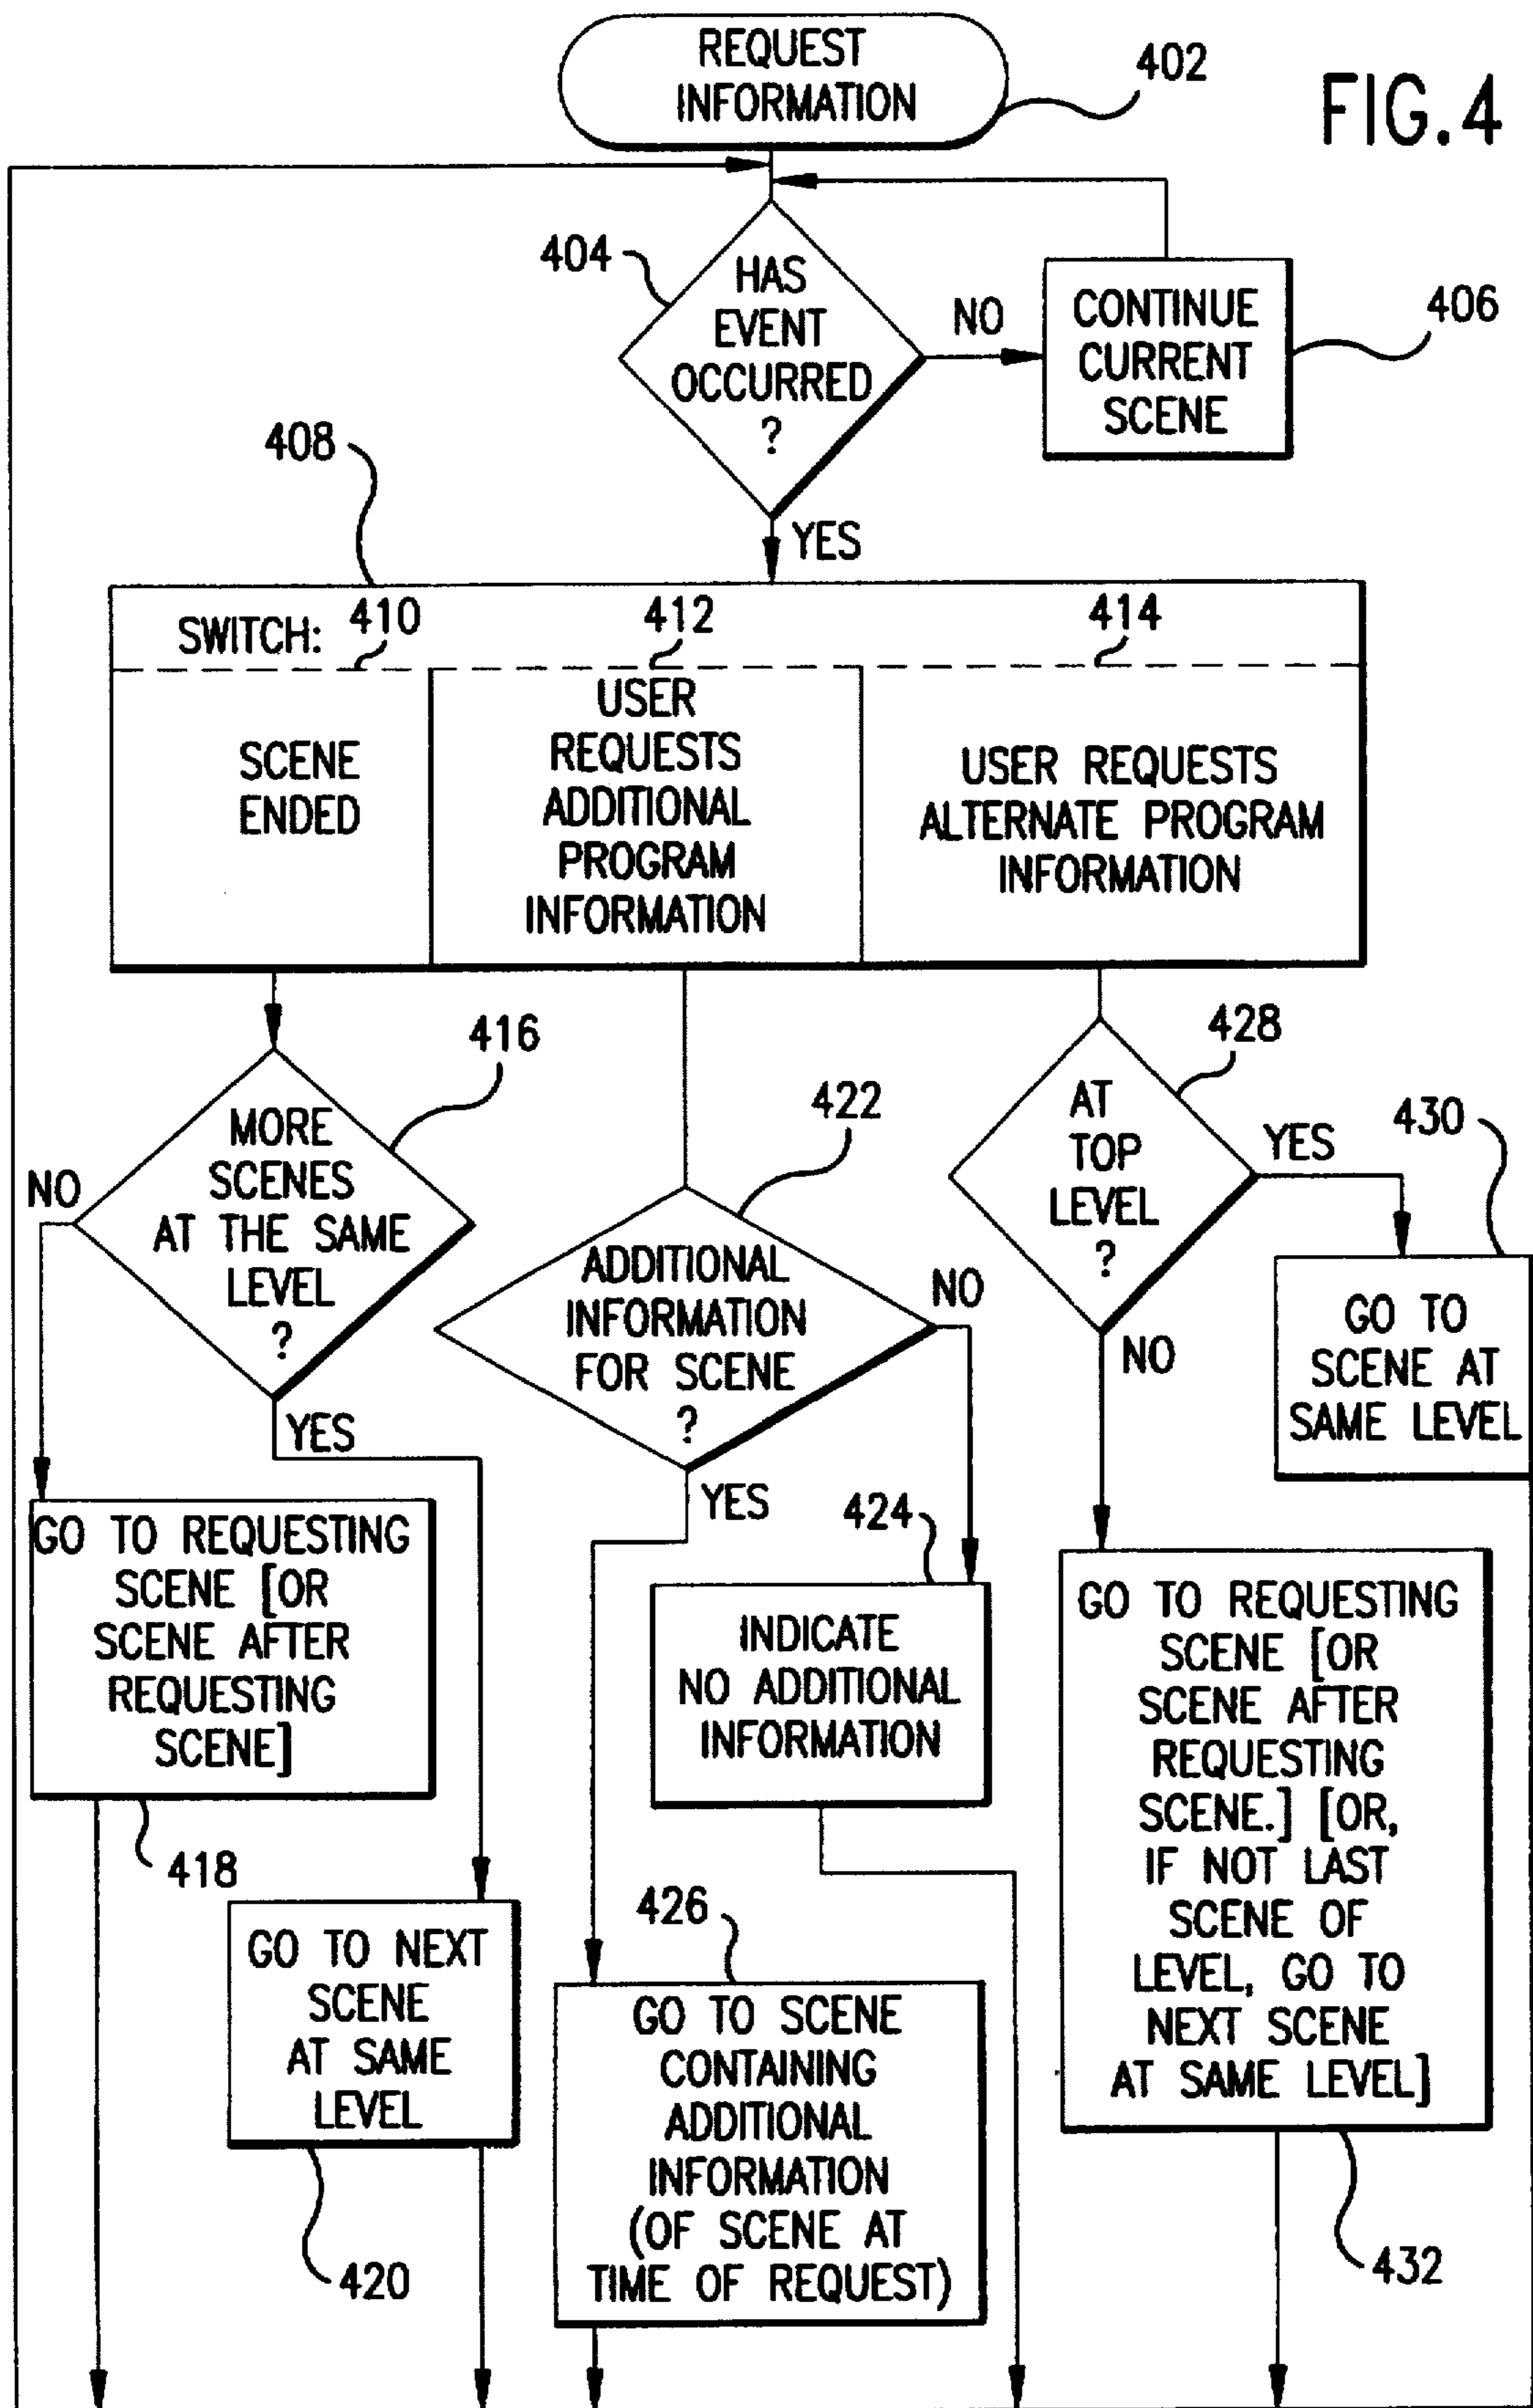 REQUEST
INFORMATION
402
FIG.4
404
HAS
EVENT
OCCURRED
?
NO
CONTINUE
CURRENT
SCENE
406
YES
408
SWITCH:
410
412
414
SCENE
ENDED
USER
REQUESTS
ADDITIONAL
PROGRAM
INFORMATION
USER REQUESTS
ALTERNATE PROGRAM
INFORMATION
416
MORE
SCENES
AT THE SAME
LEVEL
?
NO
YES
422
ADDITIONAL
INFORMATION
FOR SCENE
?
NO
YES
428
AT
TOP
LEVEL
?
YES
NO
430
GO TO
SCENE AT
SAME LEVEL
GO TO REQUESTING
SCENE [OR
SCENE AFTER
REQUESTING
SCENE]
418
GO TO NEXT
SCENE
AT SAME
LEVEL
420
424
INDICATE
NO ADDITIONAL
INFORMATION
426
GO TO SCENE
CONTAINING
ADDITIONAL
INFORMATION
(OF SCENE AT
TIME OF REQUEST)
GO TO REQUESTING
SCENE [OR
SCENE AFTER
REQUESTING
SCENE.] [OR,
IF NOT LAST
SCENE OF
LEVEL, GO TO
NEXT SCENE
AT SAME LEVEL]
432